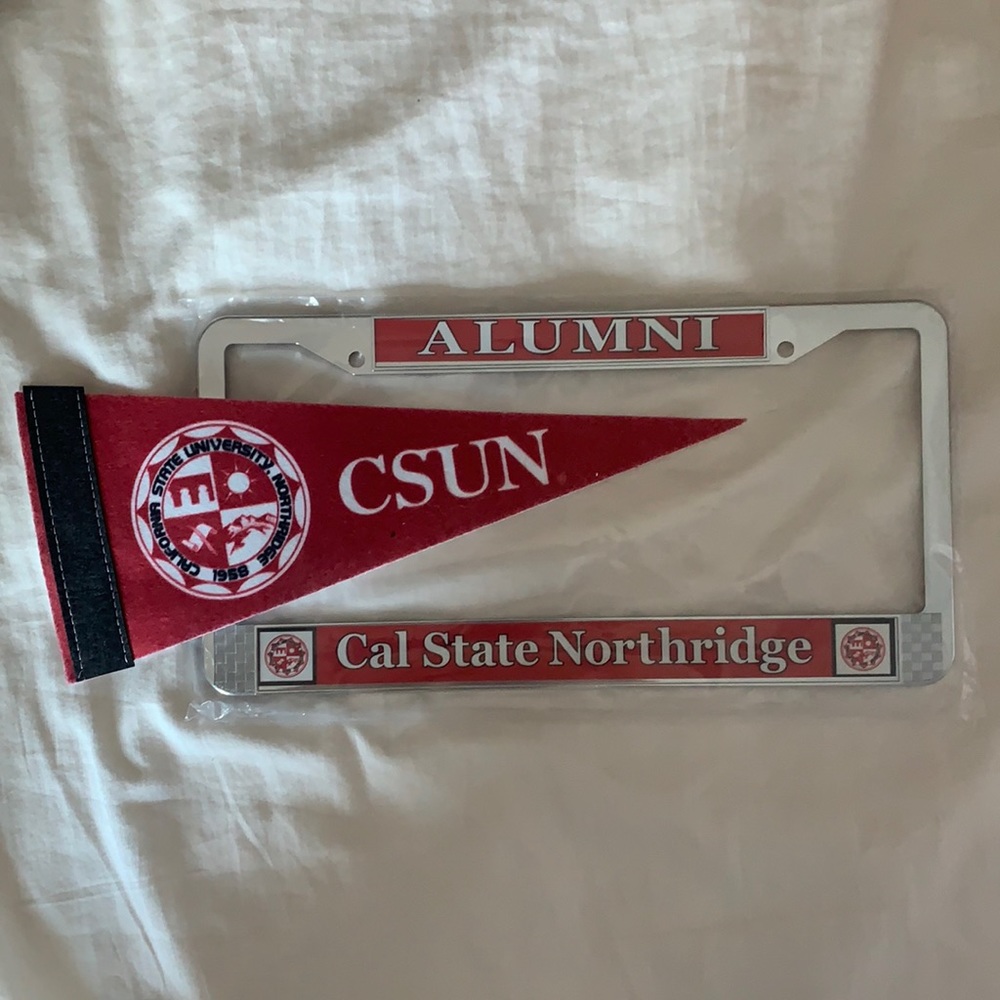 ALUMNI
CALIFORNIA STATE UNIVERSITY, NORTHRIDGE 1958
CSUN
Cal State Northridge